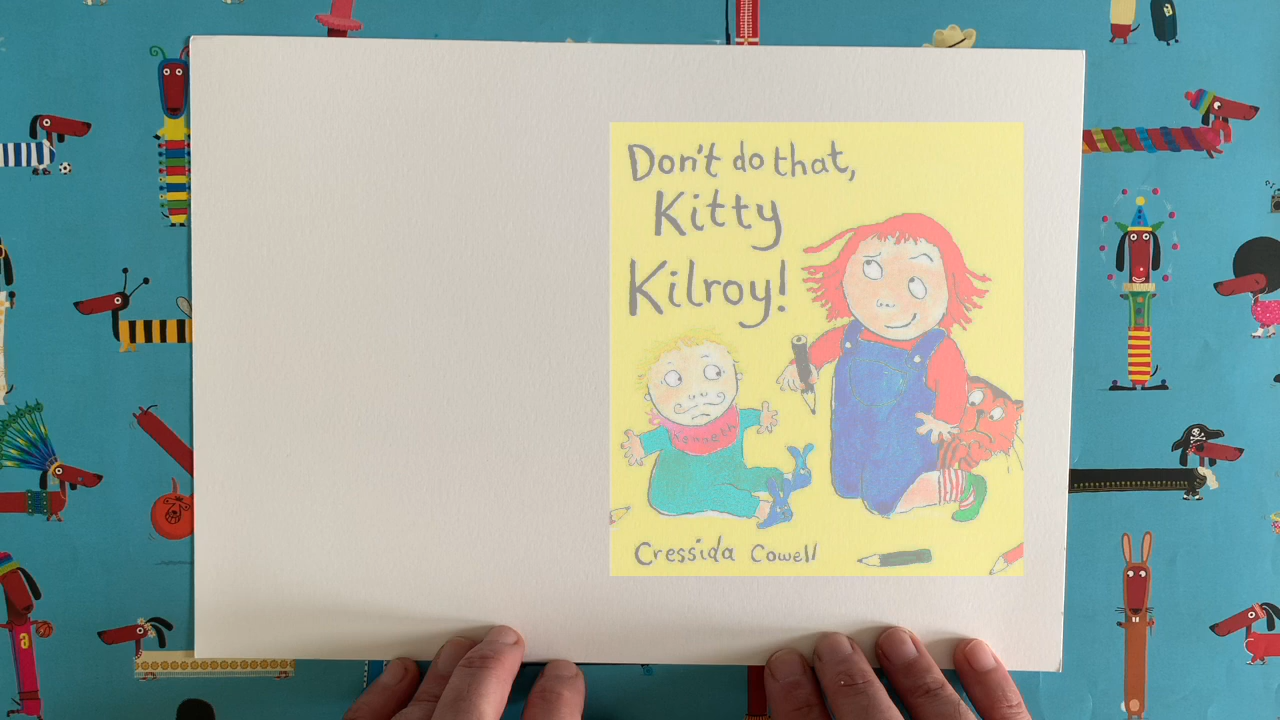 Don't do that,
Kitty
Kilroy!
Kenneth
Cressida Cowell